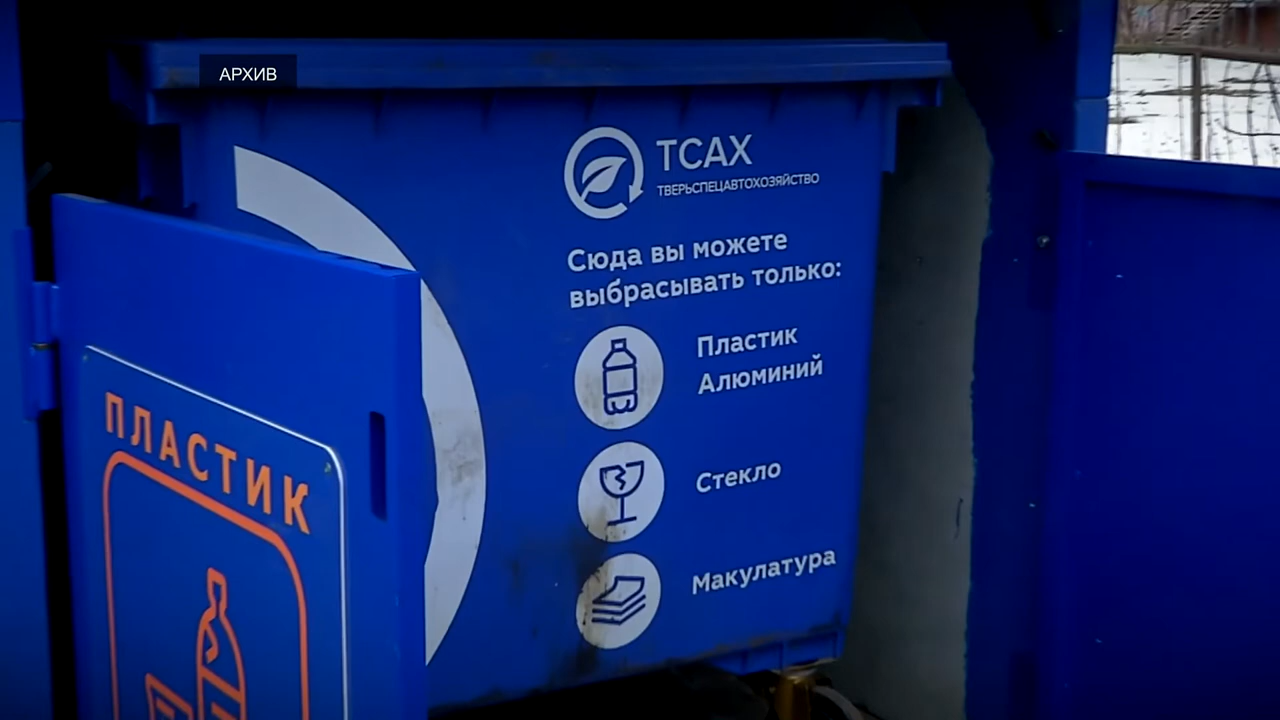 АРХИВ
ТСАХ
ТВЕРЬСПЕЦАВТОХОЗЯЙСТВО
Сюда вы можете
выбрасывать только:
Пластик
Алюминий
Стекло
Макулатура
ПЛАСТИК